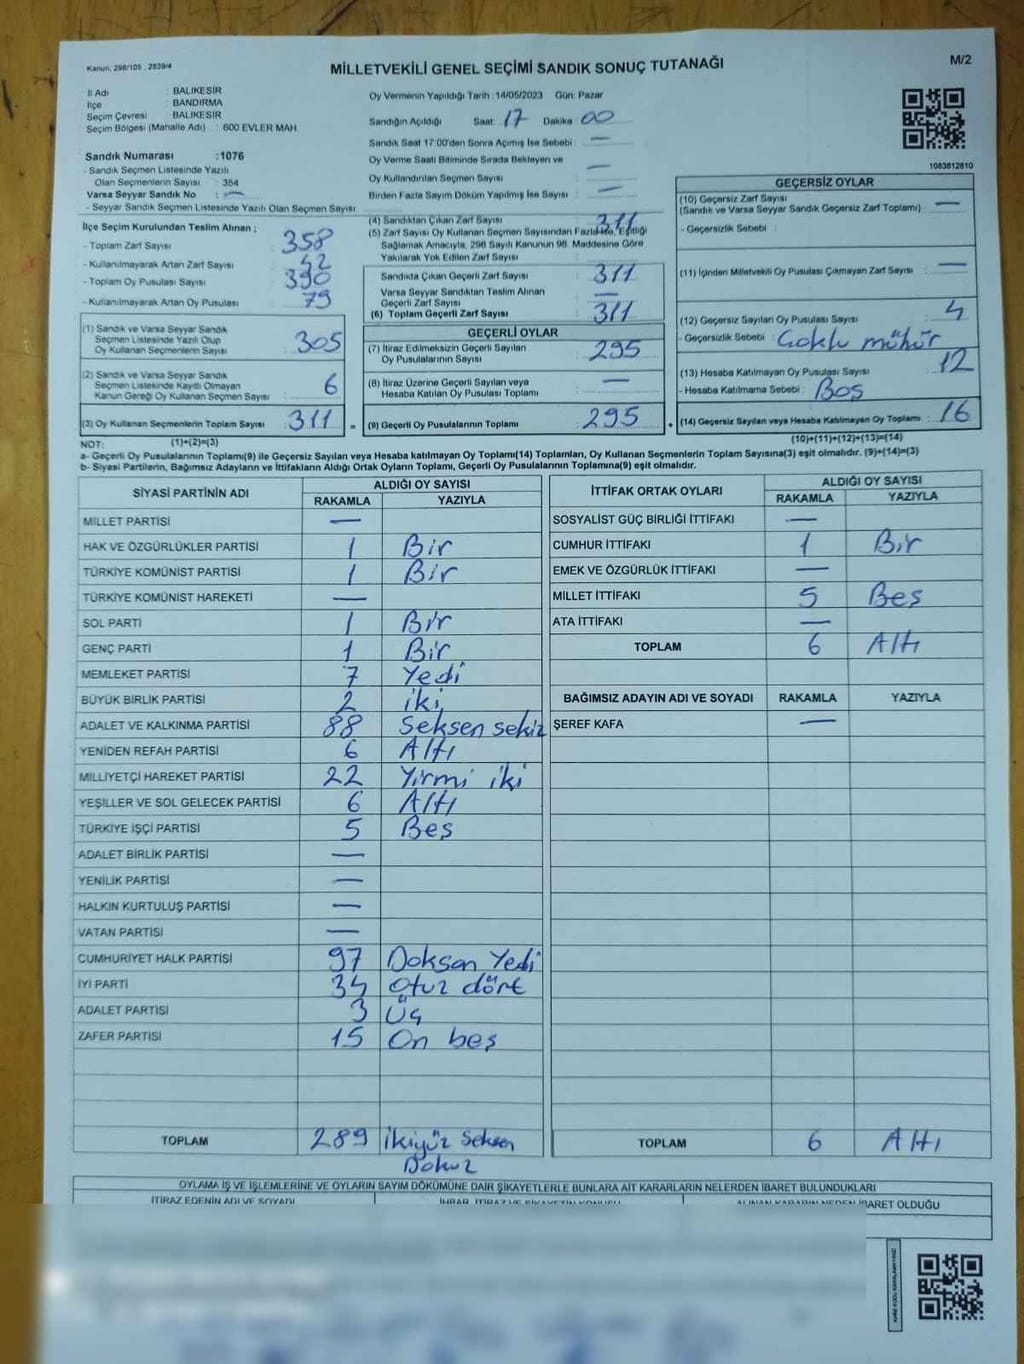 Kanun, 298/105 , 2839/4
MİLLETVEKİLİ GENEL SEÇİMİ SANDIK SONUÇ TUTANAĞI
M/2
İl Adı : BALIKESİR
İlçe BANDIRMA
Seçim Çevresi BALIKESİR
Seçim Bölgesi (Mahalle Adı) : 600 EVLER MAH
Sandık Numarası :1076
- Sandık Seçmen Listesinde Yazılı
Olan Seçmenlerin Sayısı : 354
Varsa Seyyar Sandık No : —
- Seyyar Sandık Seçmen Listesinde Yazılı Olan Seçmen Sayısı
Oy Vermenin Yapıldığı Tarih :14/05/2023 Gün: Pazar
Sandığın Açıldığı Saat: 17 Dakika 00
Sandık Saat 17:00'den Sonra Açımış İse Sebebi : —
Oy Verme Saati Bitiminde Sırada Bekleyen ve
Oy Kullandırılan Seçmen Sayısı : —
Birden Fazla Sayım Döküm Yapılmış İse Sayısı : —
1083812810
İlçe Seçim Kurulundan Teslim Alınan ;
- Toplam Zarf Sayısı : 358
- Kullanılmayarak Artan Zarf Sayısı : 42
- Toplam Oy Pusulası Sayısı : 390
- Kullanılmayarak Artan Oy Pusulası : 79
(1) Sandık ve Varsa Seyyar Sandık
Seçmen Listesinde Yazılı Olup
Oy Kullanan Seçmenlerin Sayısı : 305
(2) Sandık ve Varsa Seyyar Sandık
Seçmen Listesinde Kayıtlı Olmayan
Kanun Gereği Oy Kullanan Seçmen Sayısı : 6
(3) Oy Kullanan Seçmenlerin Toplam Sayısı : 311 =
(4) Sandıktan Çıkan Zarf Sayısı : 311
(5) Zarf Sayısı Oy Kullanan Seçmen Sayısından Fazla İse, Eşitliği
Sağlamak Amacıyla, 298 Sayılı Kanunun 98. Maddesine Göre
Yakılarak Yok Edilen Zarf Sayısı :
Sandıkta Çıkan Geçerli Zarf Sayısı : 311
Varsa Seyyar Sandıktan Teslim Alınan
Geçerli Zarf Sayısı : —
(6) Toplam Geçerli Zarf Sayısı : 311
GEÇERLİ OYLAR
(7) İtiraz Edilmeksizin Geçerli Sayılan
Oy Pusulalarının Sayısı : 295
(8) İtiraz Üzerine Geçerli Sayılan veya
Hesaba Katılan Oy Pusulası Toplamı : —
(9) Geçerli Oy Pusulalarının Toplamı : 295 +
GEÇERSİZ OYLAR
(10) Geçersiz Zarf Sayısı
(Sandık ve Varsa Seyyar Sandık Geçersiz Zarf Toplamı) : —
- Geçersizlik Sebebi :
(11) İçinden Milletvekili Oy Pusulası Çıkmayan Zarf Sayısı : —
(12) Geçersiz Sayılan Oy Pusulası Sayısı : 4
- Geçersizlik Sebebi : Çoklu mühür
(13) Hesaba Katılmayan Oy Pusulası Sayısı : 12
- Hesaba Katılmama Sebebi : Boş
(14) Geçersiz Sayılan veya Hesaba Katılmayan Oy Toplamı : 16
NOT: (1)+(2)=(3)
(10)+(11)+(12)+(13)=(14)
a- Geçerli Oy Pusulalarının Toplamı(9) ile Geçersiz Sayılan veya Hesaba katılmayan Oy Toplamı(14) Toplamları, Oy Kullanan Seçmenlerin Toplam Sayısına(3) eşit olmalıdır. (9)+(14)=(3)
b- Siyasi Partilerin, Bağımsız Adayların ve İttifakların Aldığı Ortak Oyların Toplamı, Geçerli Oy Pusulalarının Toplamına(9) eşit olmalıdır.
SİYASİ PARTİNİN ADI ALDIĞI OY SAYISI
RAKAMLA YAZIYLA
MİLLET PARTİSİ —
HAK VE ÖZGÜRLÜKLER PARTİSİ 1 Bir
TÜRKİYE KOMÜNİST PARTİSİ 1 Bir
TÜRKİYE KOMÜNİST HAREKETİ —
SOL PARTİ 1 Bir
GENÇ PARTİ 1 Bir
MEMLEKET PARTİSİ 7 Yedi
BÜYÜK BİRLİK PARTİSİ 2 iki
ADALET VE KALKINMA PARTİSİ 88 Seksen sekiz
YENİDEN REFAH PARTİSİ 6 Altı
MİLLİYETÇİ HAREKET PARTİSİ 22 Yirmi iki
YEŞİLLER VE SOL GELECEK PARTİSİ 6 Altı
TÜRKİYE İŞÇİ PARTİSİ 5 Beş
ADALET BİRLİK PARTİSİ —
YENİLİK PARTİSİ —
HALKIN KURTULUŞ PARTİSİ —
VATAN PARTİSİ —
CUMHURİYET HALK PARTİSİ 97 Doksan Yedi
İYİ PARTİ 34 Otuz dört
ADALET PARTİSİ 3 Üç
ZAFER PARTİSİ 15 On beş
TOPLAM 289 İkiyüz Seksen
Dokuz
İTTİFAK ORTAK OYLARI ALDIĞI OY SAYISI
RAKAMLA YAZIYLA
SOSYALİST GÜÇ BİRLİĞİ İTTİFAKI —
CUMHUR İTTİFAKI 1 Bir
EMEK VE ÖZGÜRLÜK İTTİFAKI —
MİLLET İTTİFAKI 5 Beş
ATA İTTİFAKI —
TOPLAM 6 Altı
BAĞIMSIZ ADAYIN ADI VE SOYADI RAKAMLA YAZIYLA
ŞEREF KAFA —
TOPLAM 6 Altı
OYLAMA İŞ VE İŞLEMLERİNE VE OYLARIN SAYIM DÖKÜMÜNE DAİR ŞİKAYETLERLE BUNLARA AİT KARARLARIN NELERDEN İBARET BULUNDUKLARI
İTİRAZ EDENİN ADI VE SOYADI İHBAR, İTİRAZ VE ŞİKAYETİN KONUSU ALINAN KARARIN NEDEN İBARET OLDUĞU